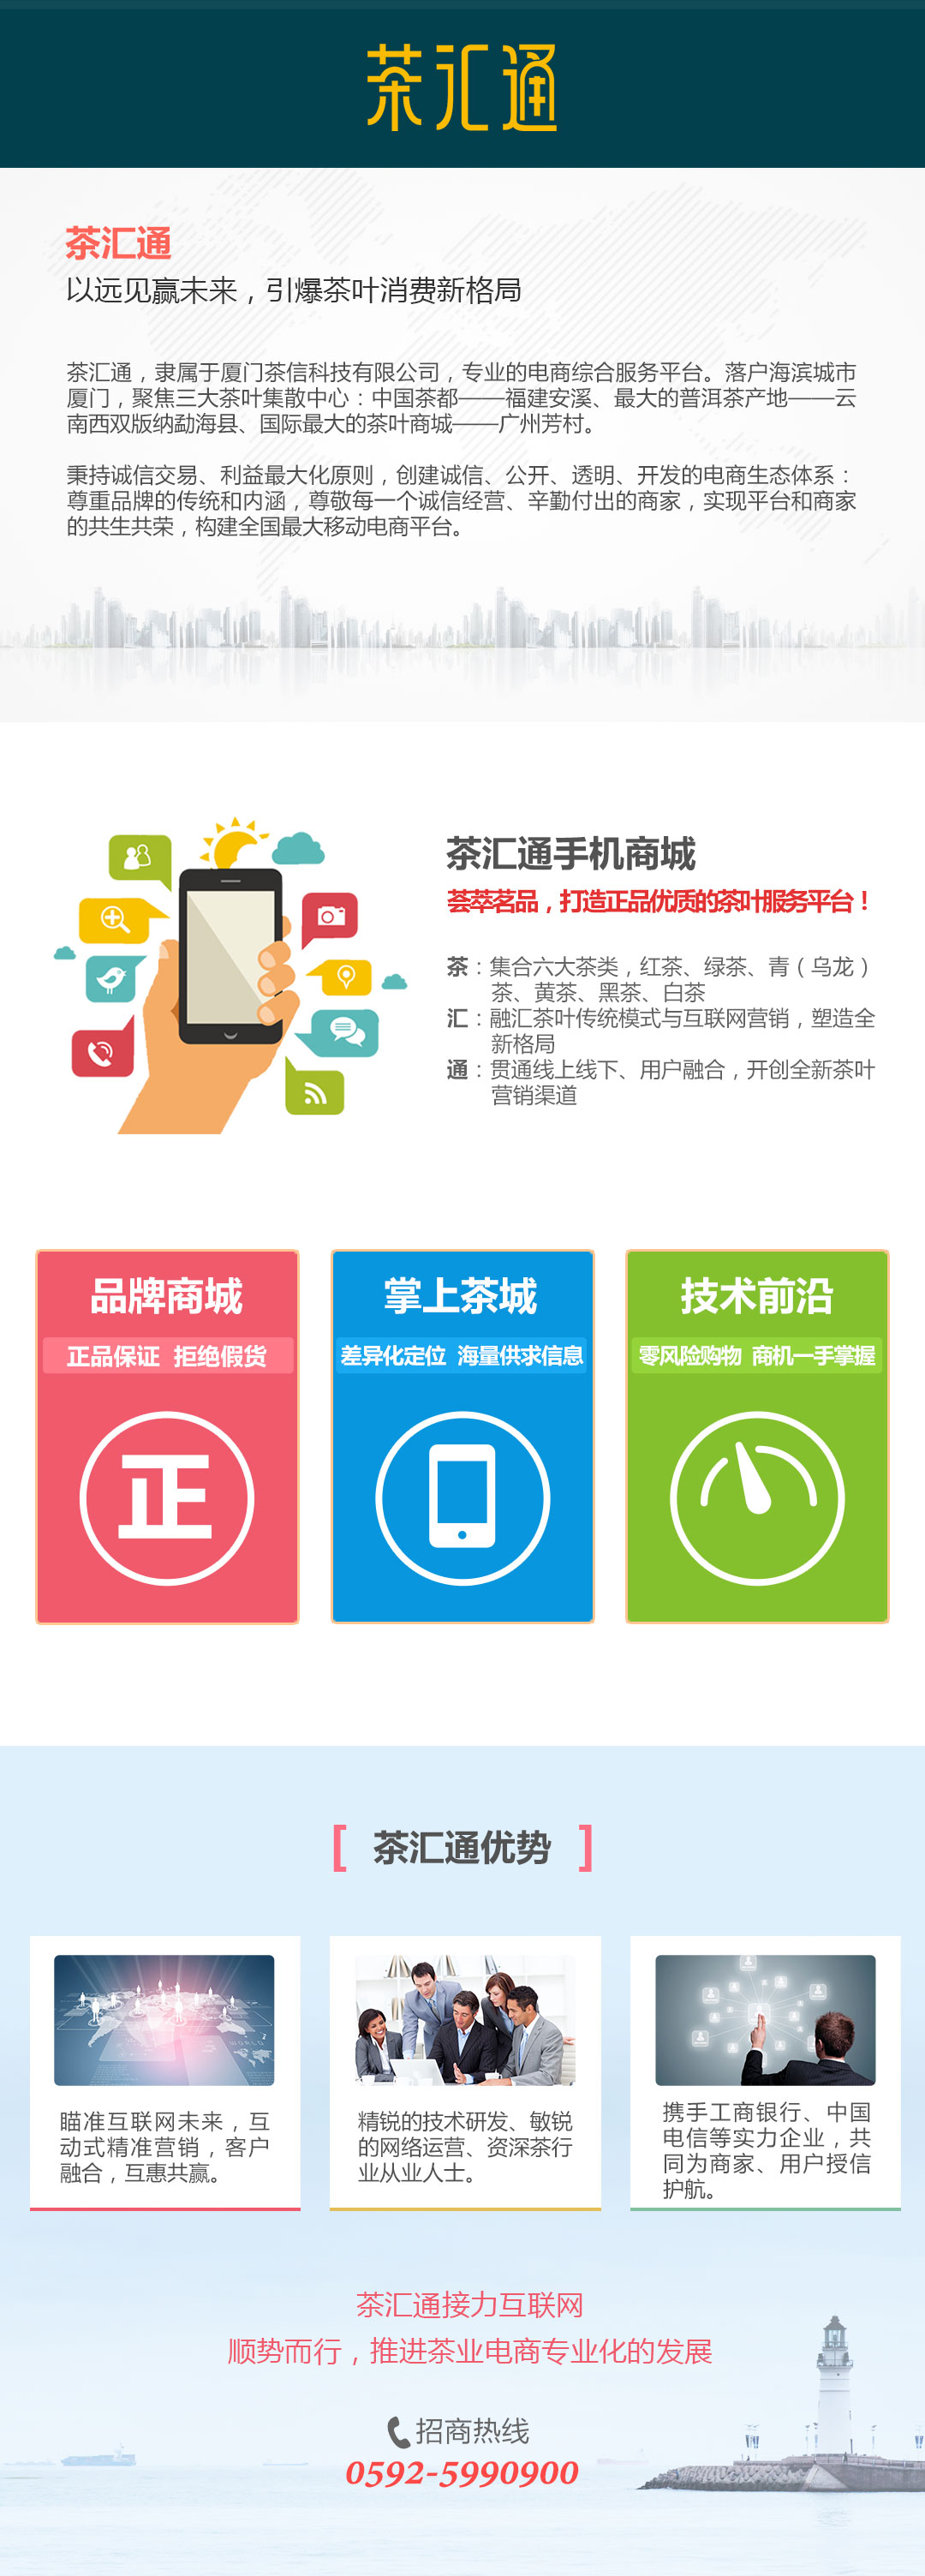 茶汇通
茶汇通
以远见赢未来，引爆茶叶消费新格局
茶汇通，隶属于厦门茶信科技有限公司，专业的电商综合服务平台。落户海滨城市
厦门，聚焦三大茶叶集散中心：中国茶都——福建安溪、最大的普洱茶产地——云
南西双版纳勐海县、国际最大的茶叶商城——广州芳村。
秉持诚信交易、利益最大化原则，创建诚信、公开、透明、开发的电商生态体系：
尊重品牌的传统和内涵，尊敬每一个诚信经营、辛勤付出的商家，实现平台和商家
的共生共荣，构建全国最大移动电商平台。
茶汇通手机商城
荟萃茗品，打造正品优质的茶叶服务平台！
茶：集合六大茶类，红茶、绿茶、青（乌龙）
茶、黄茶、黑茶、白茶
汇：融汇茶叶传统模式与互联网营销，塑造全
新格局
通：贯通线上线下、用户融合，开创全新茶叶
营销渠道
品牌商城
正品保证 拒绝假货
正
掌上茶城
差异化定位 海量供求信息
技术前沿
零风险购物 商机一手掌握
[ 茶汇通优势 ]
瞄准互联网未来，互
动式精准营销，客户
融合，互惠共赢。
精锐的技术研发、敏锐
的网络运营、资深茶行
业从业人士。
携手工商银行、中国
电信等实力企业，共
同为商家、用户授信
护航。
茶汇通接力互联网
顺势而行，推进茶业电商专业化的发展
招商热线
0592-5990900